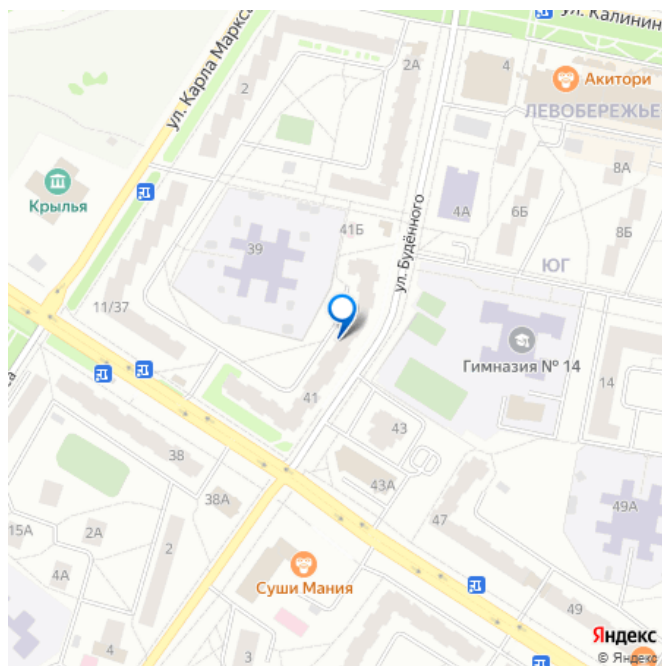 ул. Калинин
2А
4
Акитори
ул. Карла Маркса
2
ЛЕВОБЕРЕЖЬЕ
8А
Крылья
4А
6Б
41Б
8Б
39
ул. Будённого
ЮГ
11/37
Гимназия № 14
14
41
43
38
43А
38А
47
49А
15А
2А
2
4А
Суши Мания
49
4
3
Яндекс
© Яндекс